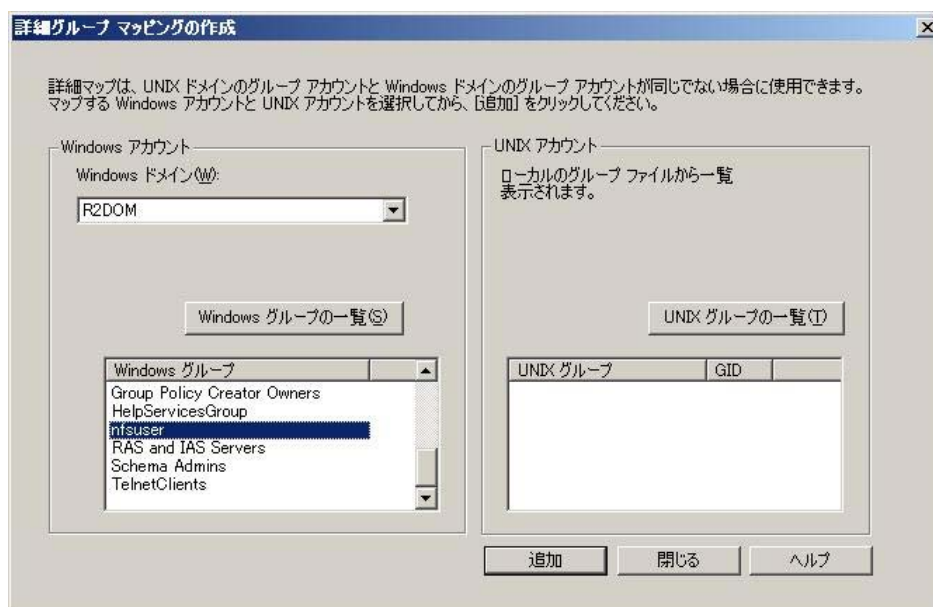 詳細グループ マッピングの作成
詳細マップは、UNIX ドメインのグループ アカウントと Windows ドメインのグループ アカウントが同じでない場合に使用できます。
マップする Windows アカウントと UNIX アカウントを選択してから、[追加] をクリックしてください。
Windows アカウント
Windows ドメイン(W):
R2DOM
Windows グループの一覧(S)
Windows グループ
Group Policy Creator Owners
HelpServicesGroup
nfsuser
RAS and IAS Servers
Schema Admins
TelnetClients
UNIX アカウント
ローカルのグループ ファイルから一覧
表示されます。
UNIX グループの一覧(T)
UNIX グループ GID
追加 閉じる ヘルプ